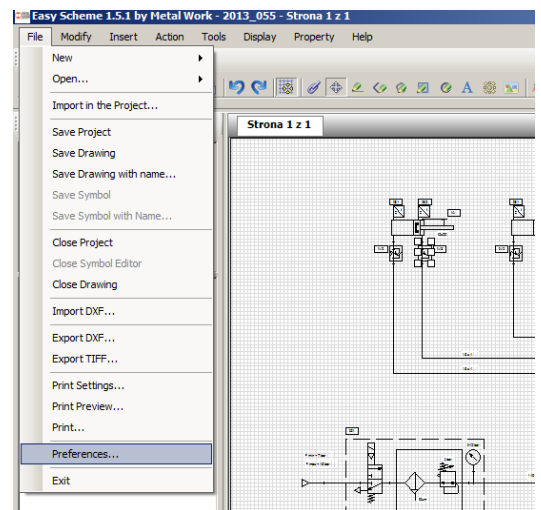 Easy Scheme 1.5.1 by Metal Work - 2013_055 - Strona 1 z 1
File Modify Insert Action Tools Display Property Help
New
Open...
Import in the Project...
Save Project
Save Drawing
Save Drawing with name...
Save Symbol
Save Symbol with Name...
Close Project
Close Symbol Editor
Close Drawing
Import DXF...
Export DXF...
Export TIFF...
Print Settings...
Print Preview...
Print...
Preferences...
Exit
Strona 1 z 1